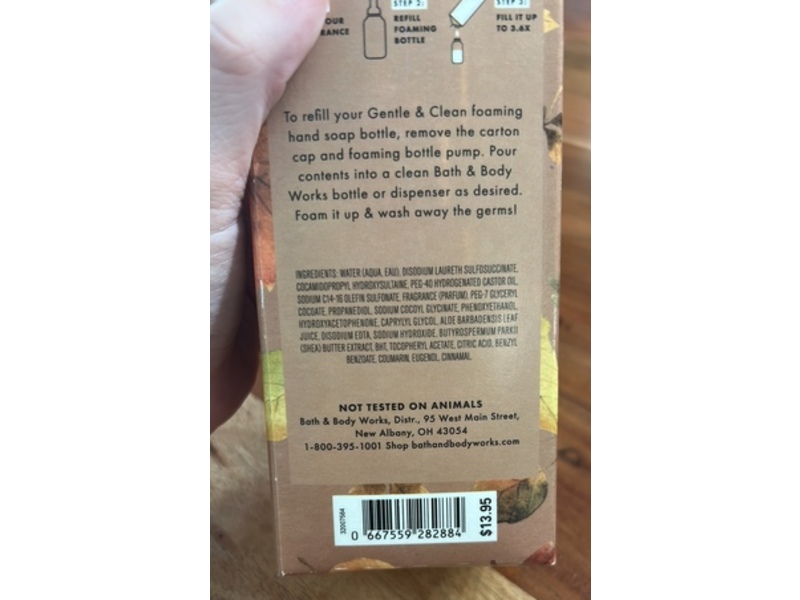 STEP 2:
STEP 3:
OUR
RANCE
REFILL
FOAMING
BOTTLE
FILL IT UP
TO 3.6X
To refill your Gentle & Clean foaming
hand soap bottle, remove the carton
cap and foaming bottle pump. Pour
contents into a clean Bath & Body
Works bottle or dispenser as desired.
Foam it up & wash away the germs!
INGREDIENTS: WATER (AQUA, EAU), DISODIUM LAURETH SULFOSUCCINATE,
COCAMIDOPROPYL HYDROXYSULTAINE, PEG-40 HYDROGENATED CASTOR OIL,
SODIUM C14-16 OLEFIN SULFONATE, FRAGRANCE (PARFUM), PEG-7 GLYCERYL
COCOATE, PROPANEDIOL, SODIUM COCOYL GLYCINATE, PHENOXYETHANOL,
HYDROXYACETOPHENONE, CAPRYLYL GLYCOL, ALOE BARBADENSIS LEAF
JUICE, DISODIUM EDTA, SODIUM HYDROXIDE, BUTYROSPERMUM PARKII
(SHEA) BUTTER EXTRACT, BHT, TOCOPHERYL ACETATE, CITRIC ACID, BENZYL
BENZOATE, COUMARIN, EUGENOL, CINNAMAL.
NOT TESTED ON ANIMALS
Bath & Body Works, Distr., 95 West Main Street,
New Albany, OH 43054
1-800-395-1001 Shop bathandbodyworks.com
32007564
0 667559 282884
$13.95